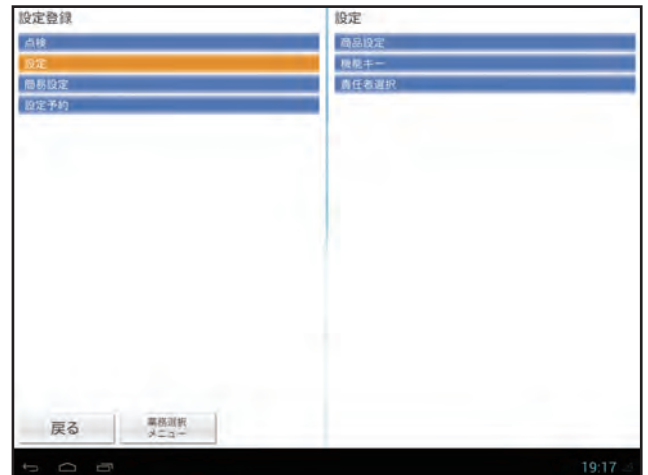 設定登録
点検
設定
簡易設定
設定予約
設定
商品設定
機能キー
責任者選択
戻る
業務選択
メニュー
19:17